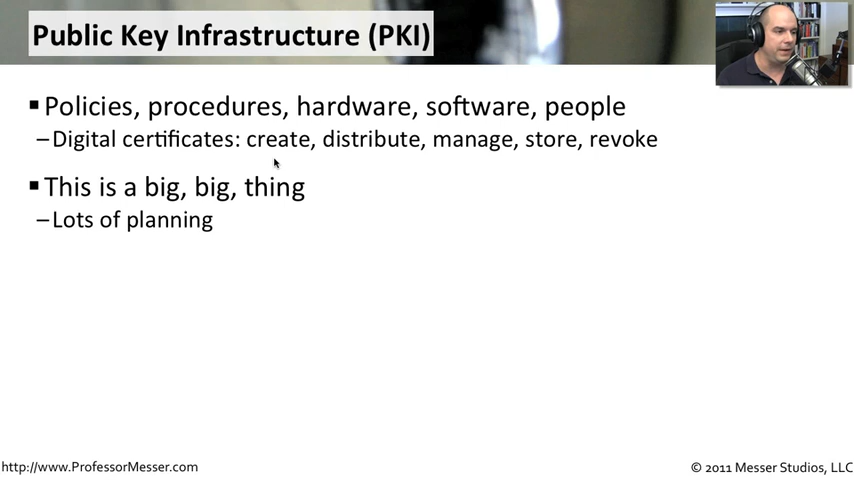 Public Key Infrastructure (PKI)
▪ Policies, procedures, hardware, software, people
– Digital certificates: create, distribute, manage, store, revoke
▪ This is a big, big, thing
– Lots of planning
http://www.ProfessorMesser.com
© 2011 Messer Studios, LLC